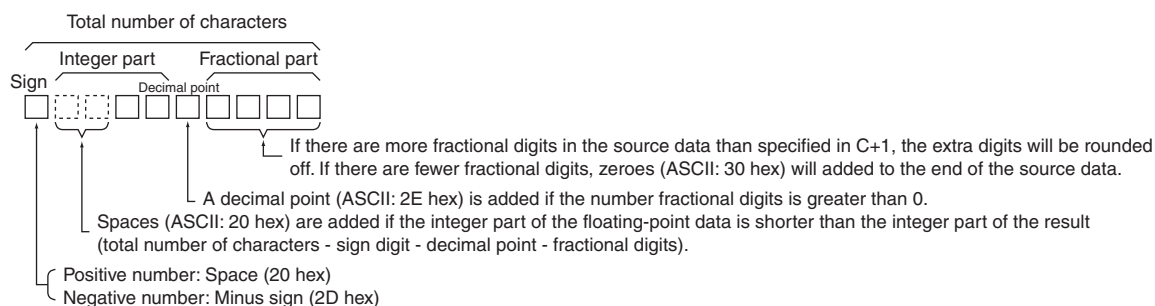 Total number of characters
Integer part Fractional part
Sign Decimal point
If there are more fractional digits in the source data than specified in C+1, the extra digits will be rounded
off. If there are fewer fractional digits, zeroes (ASCII: 30 hex) will added to the end of the source data.
A decimal point (ASCII: 2E hex) is added if the number fractional digits is greater than 0.
Spaces (ASCII: 20 hex) are added if the integer part of the floating-point data is shorter than the integer part of the result
(total number of characters - sign digit - decimal point - fractional digits).
Positive number: Space (20 hex)
Negative number: Minus sign (2D hex)